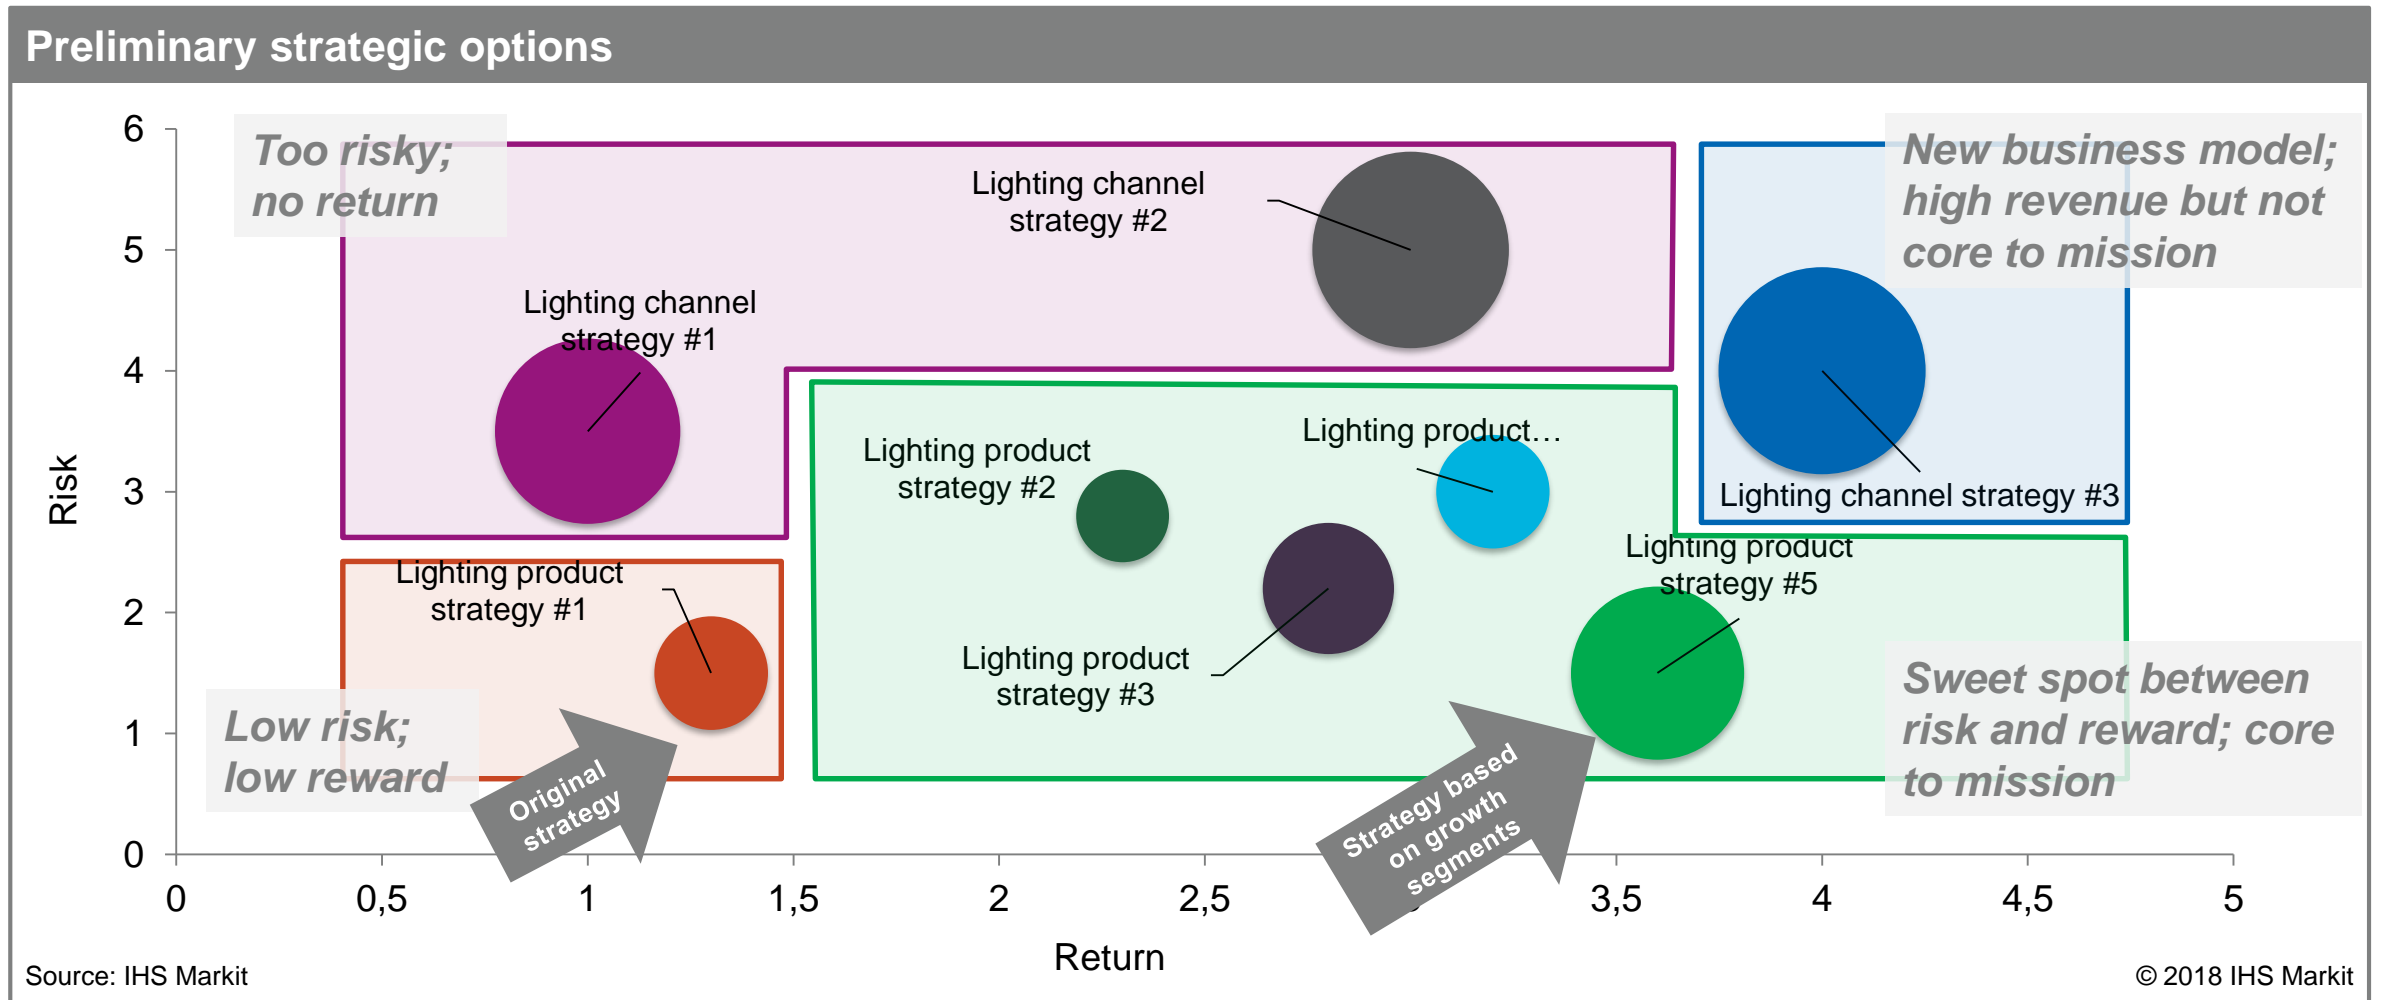 Preliminary strategic options
6
5
4
3
2
1
0
Risk
Too risky;
no return
Lighting channel
strategy #2
New business model;
high revenue but not
core to mission
Lighting channel
strategy #1
Lighting product
strategy #2
Lighting product…
Lighting channel strategy #3
Lighting product
strategy #1
Lighting product
strategy #5
Lighting product
strategy #3
Low risk;
low reward
Original
strategy
Strategy based
on growth
segments
Sweet spot between
risk and reward; core
to mission
0
0,5
1
1,5
2
2,5
3,5
4
4,5
5
Return
Source: IHS Markit
© 2018 IHS Markit